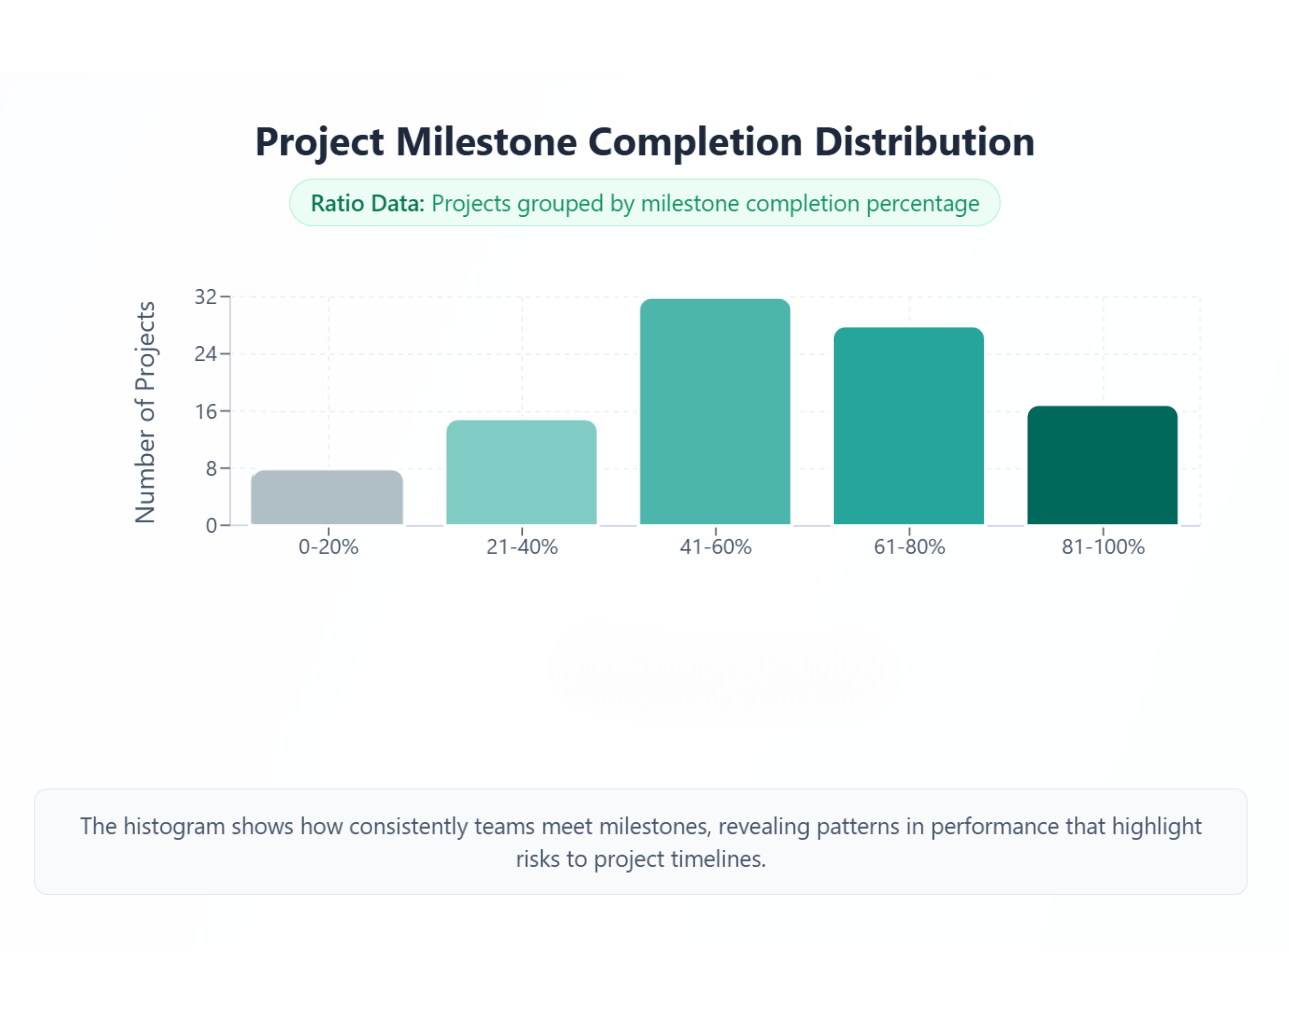 Project Milestone Completion Distribution
Ratio Data: Projects grouped by milestone completion percentage
Number of Projects
32
24
16
8
0
0-20%
21-40%
41-60%
61-80%
81-100%
The histogram shows how consistently teams meet milestones, revealing patterns in performance that highlight
risks to project timelines.